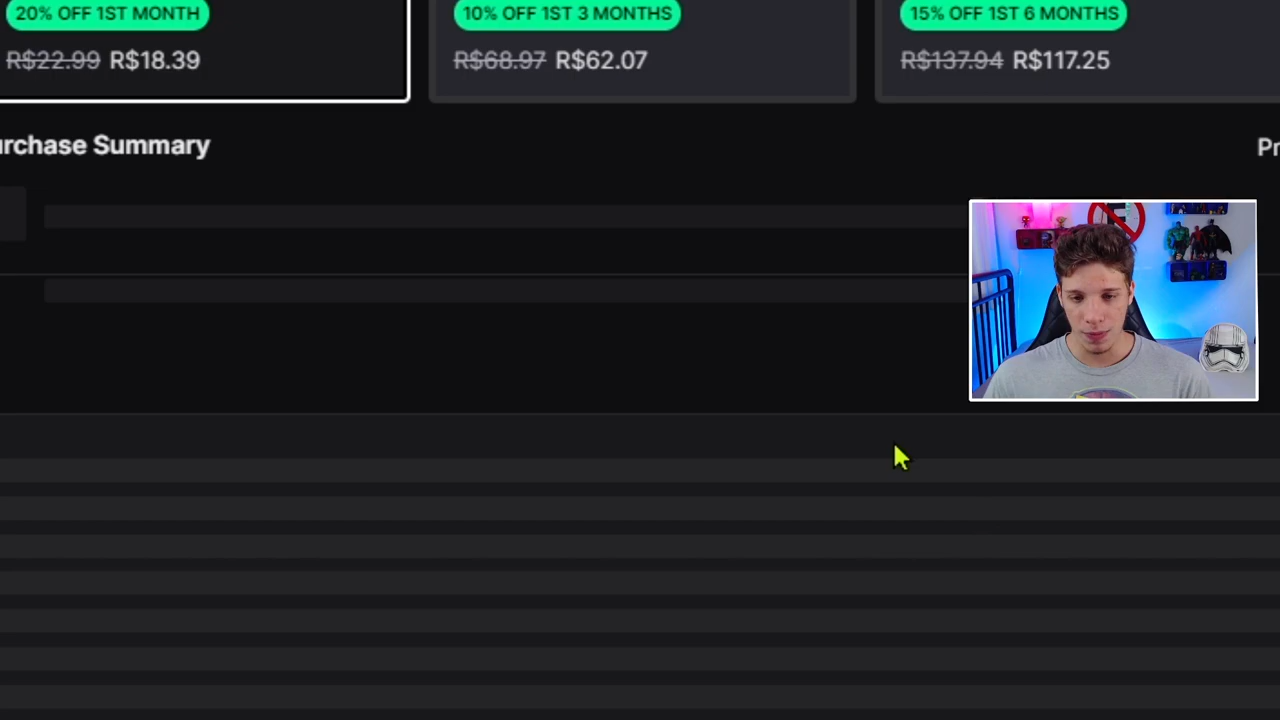 20% OFF 1ST MONTH
R$22.99 R$18.39
10% OFF 1ST 3 MONTHS
R$68.97 R$62.07
15% OFF 1ST 6 MONTHS
R$137.94 R$117.25
urchase Summary
Pr